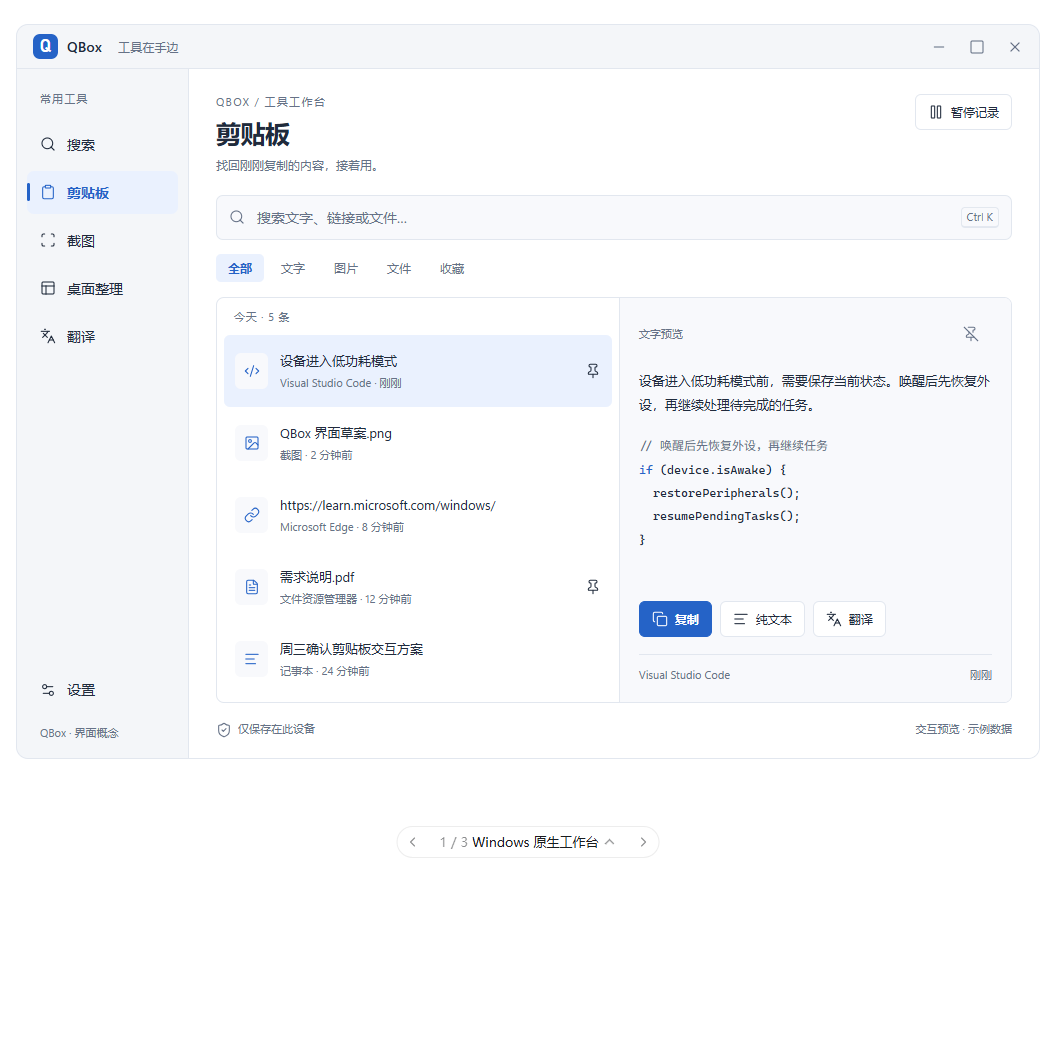 Q QBox 工具在手边
常用工具
搜索
剪贴板
截图
桌面整理
翻译
设置
QBox · 界面概念
QBOX / 工具工作台
剪贴板
找回刚刚复制的内容，接着用。
暂停记录
搜索文字、链接或文件...
Ctrl K
全部 文字 图片 文件 收藏
今天 · 5 条
设备进入低功耗模式
Visual Studio Code · 刚刚
QBox 界面草案.png
截图 · 2 分钟前
https://learn.microsoft.com/windows/
Microsoft Edge · 8 分钟前
需求说明.pdf
文件资源管理器 · 12 分钟前
周三确认剪贴板交互方案
记事本 · 24 分钟前
文字预览
设备进入低功耗模式前，需要保存当前状态。唤醒后先恢复外
设，再继续处理待完成的任务。
// 唤醒后先恢复外设，再继续任务
if (device.isAwake) {
  restorePeripherals();
  resumePendingTasks();
}
复制 纯文本 翻译
Visual Studio Code 刚刚
仅保存在此设备
交互预览 · 示例数据
1 / 3 Windows 原生工作台